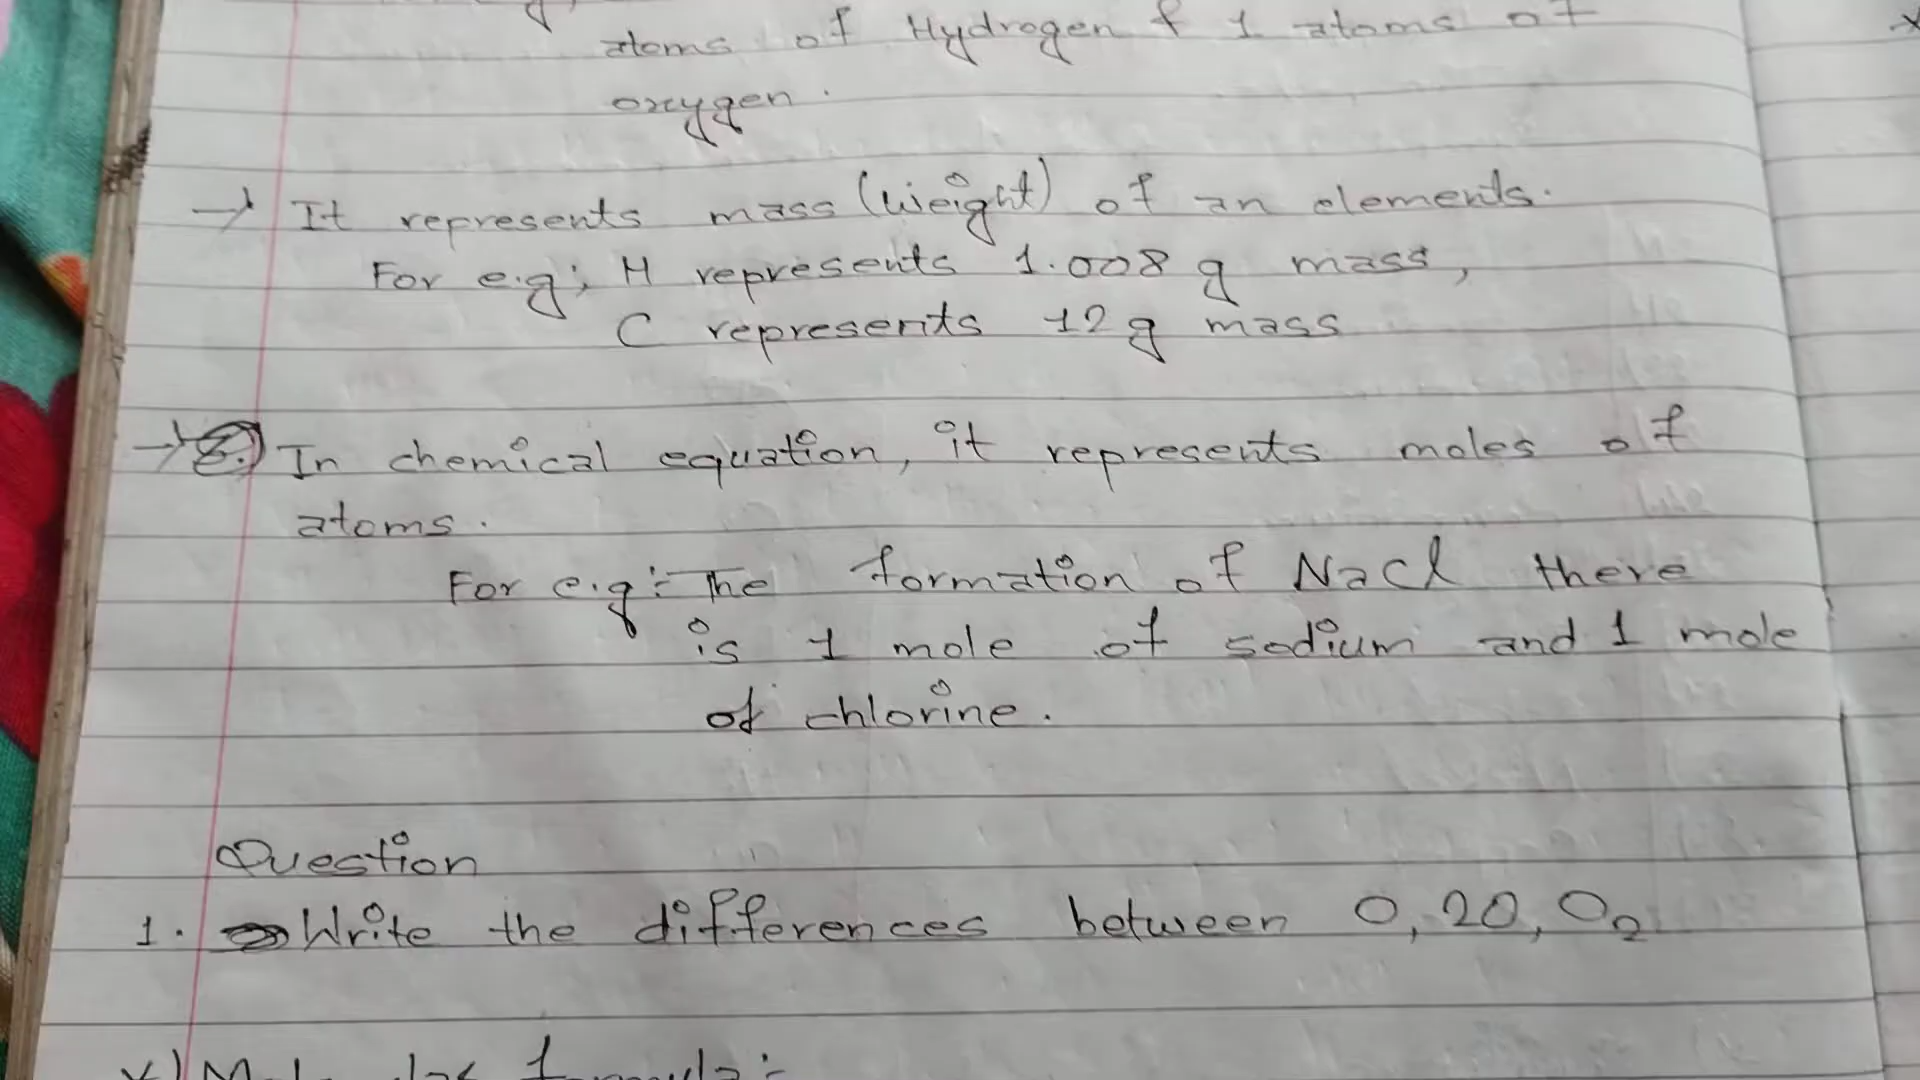 atoms of Hydrogen & 1 atoms of
oxygen.
→ It represents mass (weight) of an elements.
For e.g; H represents 1.008 g mass,
C represents 12 g mass
→ In chemical equation, it represents moles of
atoms.
For e.g:- The formation of NaCl there
is 1 mole of sodium and 1 mole
of chlorine.
Question
1. Write the differences between O, 2O, O₂
formula:-